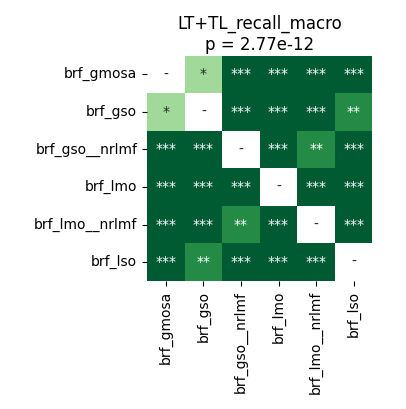 LT+TL_recall_macro
p = 2.77e-12
brf_gmosa - * *** *** *** ***
brf_gso * - *** *** *** **
brf_gso__nrlmf *** *** - *** ** ***
brf_lmo *** *** *** - *** ***
brf_lmo__nrlmf *** *** ** *** - ***
brf_lso *** ** *** *** *** -
brf_gmosa
brf_gso
brf_gso__nrlmf
brf_lmo
brf_lmo__nrlmf
brf_lso